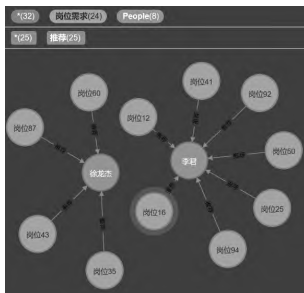 *(32) 岗位需求(24) People(8)
*(25) 推荐(25)
岗位41
岗位60
岗位92
岗位12
岗位87
岗位50
李君
徐龙杰
岗位16
岗位25
岗位43
岗位94
岗位35